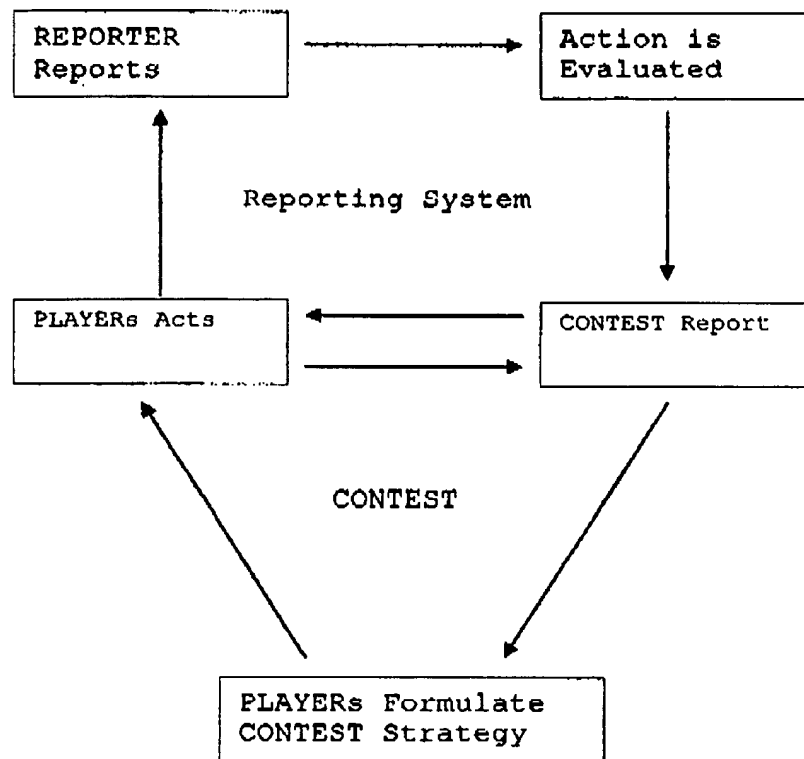 REPORTER
Reports
Action is
Evaluated
Reporting System
PLAYERs Acts
CONTEST Report
CONTEST
PLAYERs Formulate
CONTEST Strategy